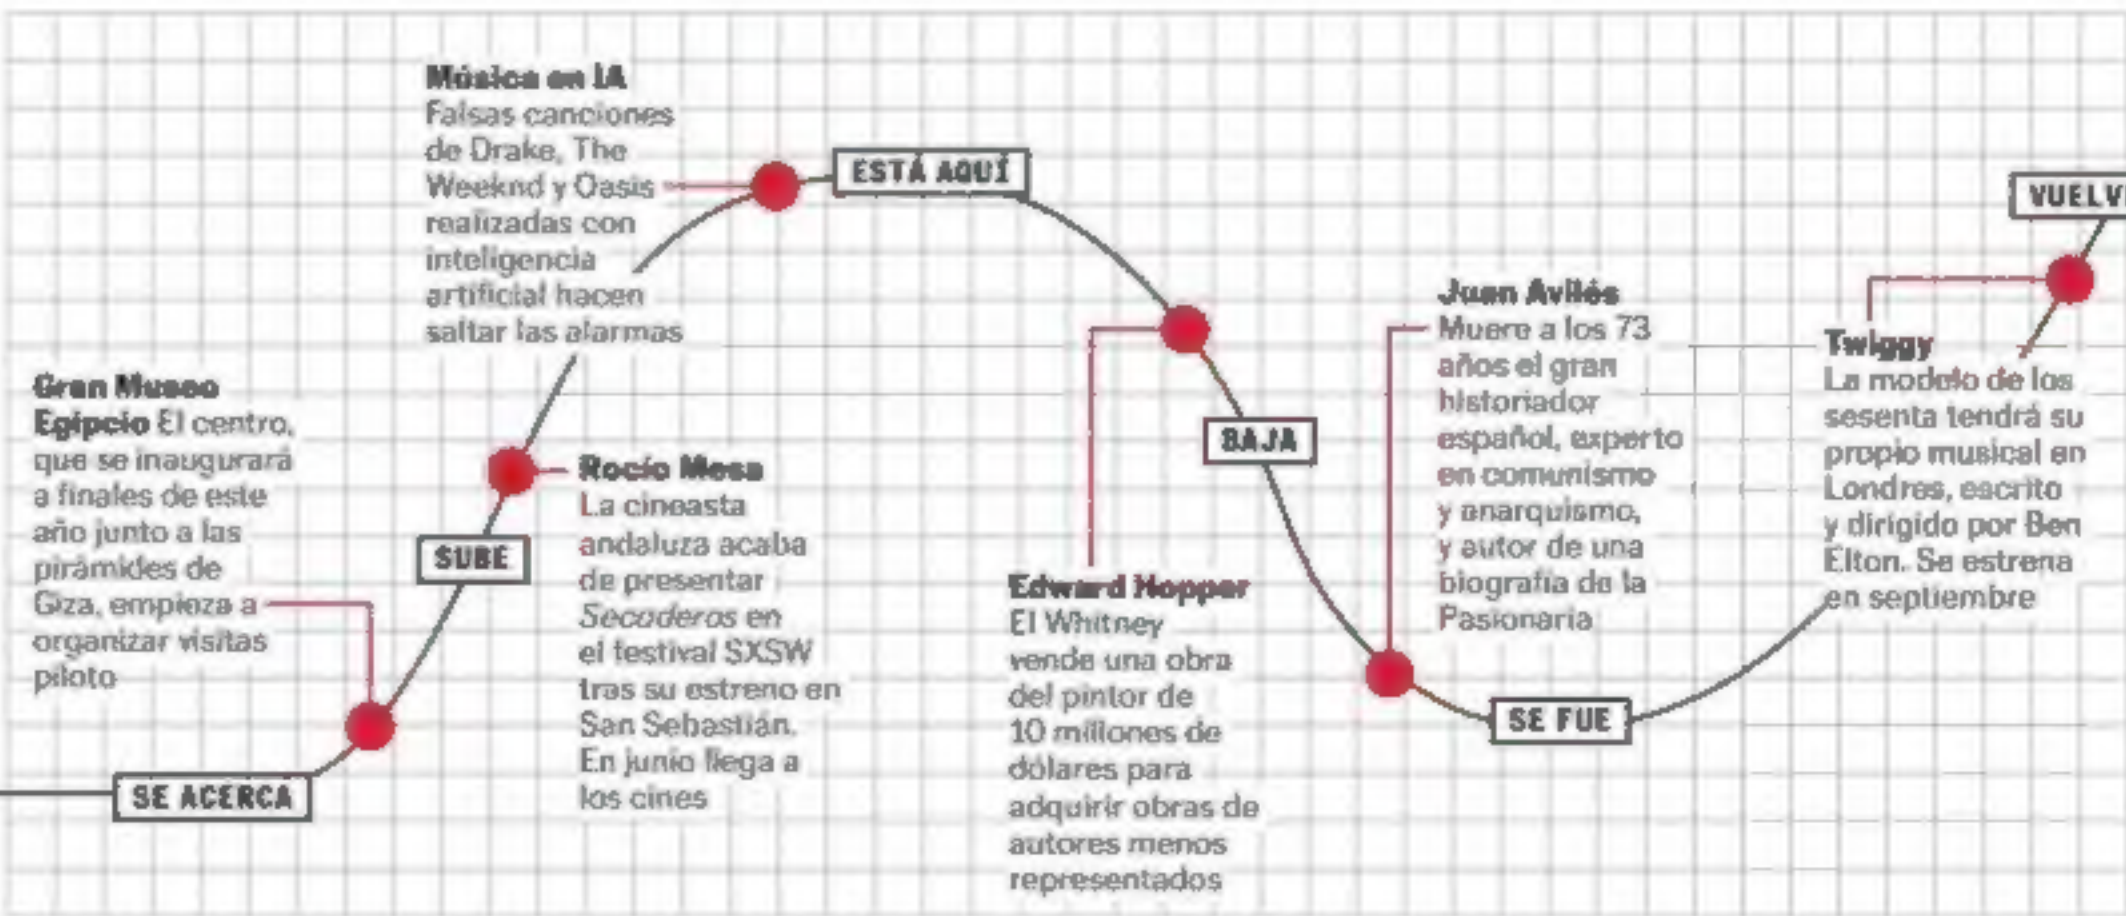 Gran Museo
Egipcio El centro,
que se inaugurará
a finales de este
año junto a las
pirámides de
Giza, empieza a
organizar visitas
piloto
SE ACERCA
SUBE
Rocío Mesa
La cineasta
andaluza acaba
de presentar
Secaderos en
el festival SXSW
tras su estreno en
San Sebastián.
En junio llega a
los cines
Música en IA
Falsas canciones
de Drake, The
Weeknd y Oasis
realizadas con
inteligencia
artificial hacen
saltar las alarmas
ESTÁ AQUÍ
Edward Hopper
El Whitney
vende una obra
del pintor de
10 millones de
dólares para
adquirir obras de
autores menos
representados
BAJA
Juan Avilés
Muere a los 73
años el gran
historiador
español, experto
en comunismo
y anarquismo,
y autor de una
biografía de la
Pasionaria
SE FUE
Twiggy
La modelo de los
sesenta tendrá su
propio musical en
Londres, escrito
y dirigido por Ben
Elton. Se estrena
en septiembre
VUELV